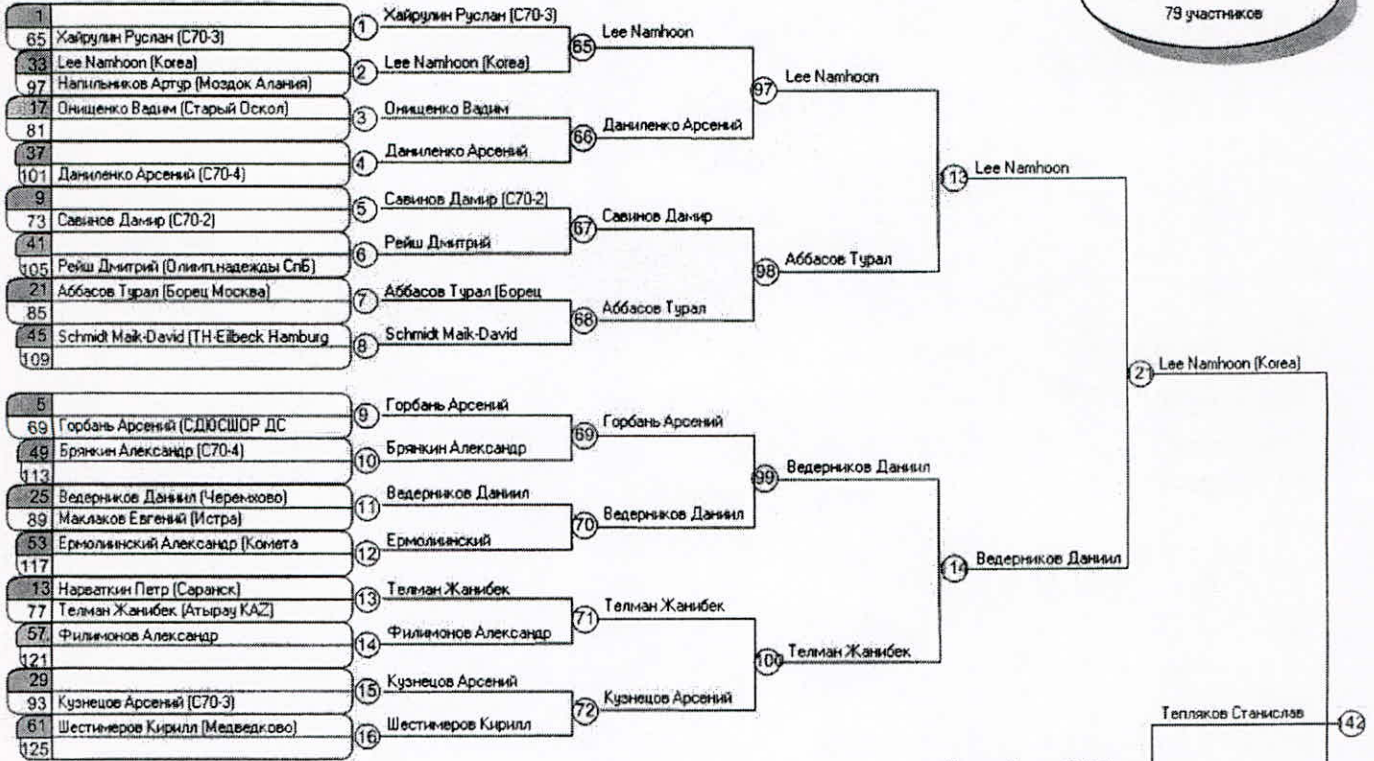 79 участников
1
65 Хайрулин Руслан (С70-3)
33 Lee Namhoon (Korea)
97 Напильников Артур (Моздок Алания)
17 Онищенко Вадим (Старый Оскол)
81
37
101 Даниленко Арсений (С70-4)
9
73 Савинов Дамир (С70-2)
41
105 Рейш Дмитрий (Олимп.надежды СпБ)
21 Аббасов Турал (Борец Москва)
85
45 Schmidt Maik-David (TH-Eilbeck Hamburg
109
5
69 Горбань Арсений (СДЮСШОР ДС
49 Брянкин Александр (С70-4)
113
25 Ведерников Даниил (Черемхово)
89 Маклаков Евгений (Истра)
53 Ермолиинский Александр (Комета
117
13 Нарваткин Петр (Саранск)
77 Телман Жанибек (Атырау KAZ)
57 Филимонов Александр
121
29
93 Кузнецов Арсений (С70-3)
61 Шестимеров Кирилл (Медведково)
125
1 Хайрулин Руслан (С70-3)
2 Lee Namhoon (Korea)
3 Онищенко Вадим
4 Даниленко Арсений
5 Савинов Дамир (С70-2)
6 Рейш Дмитрий
7 Аббасов Турал (Борец
8 Schmidt Maik-David
9 Горбань Арсений
10 Брянкин Александр
11 Ведерников Даниил
12 Ермолиинский
13 Телман Жанибек
14 Филимонов Александр
15 Кузнецов Арсений
16 Шестимеров Кирилл
65 Lee Namhoon
66 Даниленко Арсений
67 Савинов Дамир
68 Аббасов Турал
69 Горбань Арсений
70 Ведерников Даниил
71 Телман Жанибек
72 Кузнецов Арсений
97 Lee Namhoon
98 Аббасов Турал
99 Ведерников Даниил
100 Телман Жанибек
113 Lee Namhoon
114 Ведерников Даниил
21 Lee Namhoon (Korea)
Тепляков Станислав 42